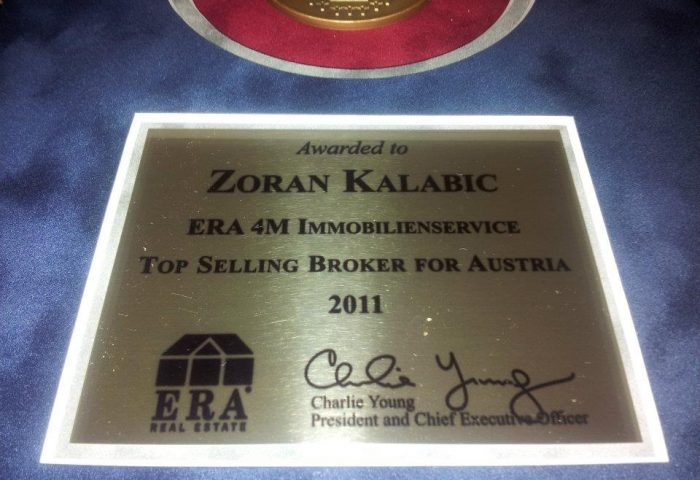 Awarded to
ZORAN KALABIC
ERA 4M IMMOBILIENSERVICE
TOP SELLING BROKER FOR AUSTRIA
2011
ERA®
REAL ESTATE
Charlie Young
Charlie Young
President and Chief Executive Officer